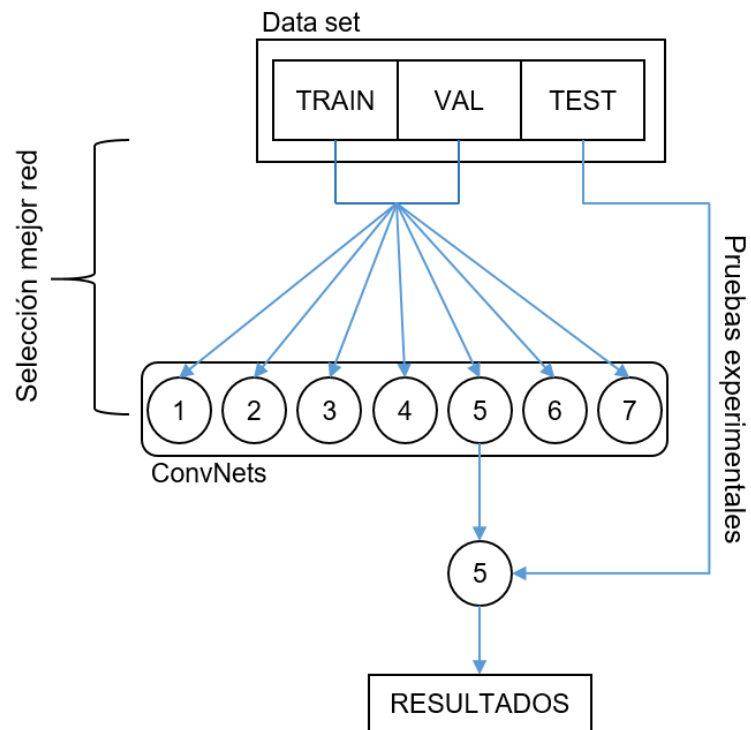 Data set
TRAIN
VAL
TEST
Selección mejor red
Pruebas experimentales
1
2
3
4
5
6
7
ConvNets
5
RESULTADOS